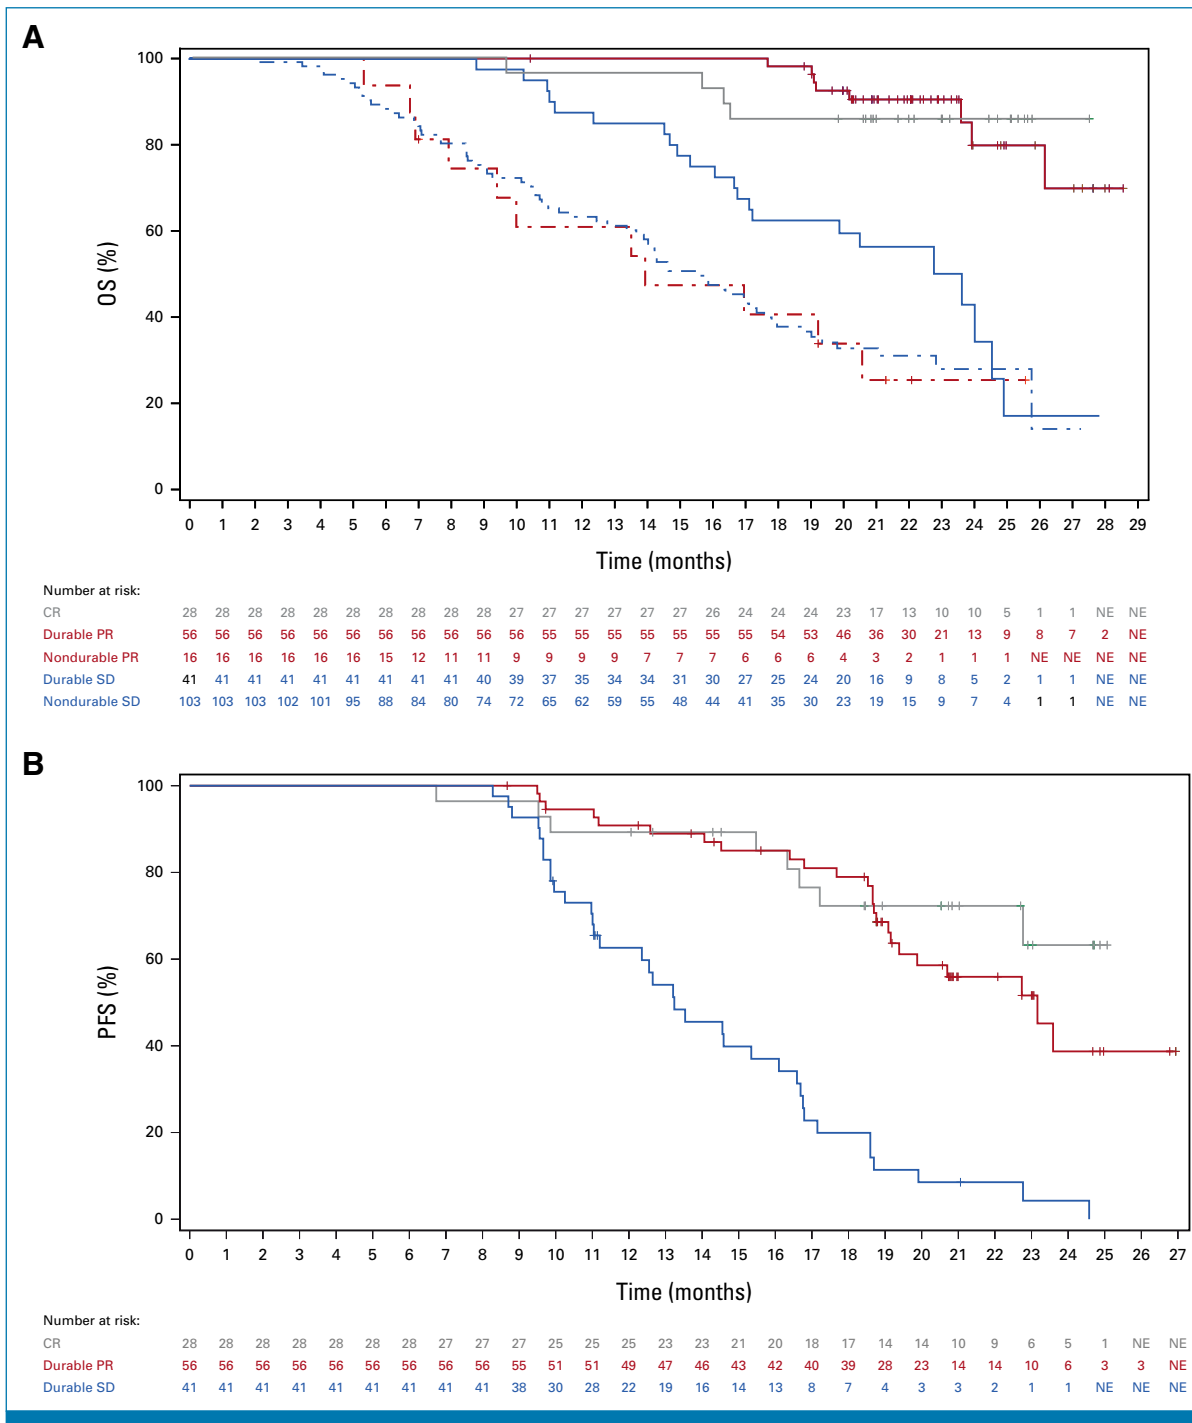 A
100
80
60
40
20
0
OS (%)
0 1 2 3 4 5 6 7 8 9 10 11 12 13 14 15 16 17 18 19 20 21 22 23 24 25 26 27 28 29
Time (months)
Number at risk:
CR 28 28 28 28 28 28 28 28 28 28 27 27 27 27 27 27 26 24 24 24 23 17 13 10 10 5 1 1 NE NE
Durable PR 56 56 56 56 56 56 56 56 56 56 56 55 55 55 55 55 55 55 54 53 46 36 30 21 13 9 8 7 2 NE
Nondurable PR 16 16 16 16 16 16 15 12 11 11 9 9 9 9 7 7 7 6 6 6 4 3 2 1 1 1 NE NE NE NE
Durable SD 41 41 41 41 41 41 41 41 41 40 39 37 35 34 34 31 30 27 25 24 20 16 9 8 5 2 1 1 NE NE
Nondurable SD 103 103 103 102 101 95 88 84 80 74 72 65 62 59 55 48 44 41 35 30 23 19 15 9 7 4 1 1 NE NE
B
100
80
60
40
20
0
PFS (%)
0 1 2 3 4 5 6 7 8 9 10 11 12 13 14 15 16 17 18 19 20 21 22 23 24 25 26 27
Time (months)
Number at risk:
CR 28 28 28 28 28 28 28 27 27 27 25 25 25 23 23 21 20 18 17 14 14 10 9 6 5 1 NE NE
Durable PR 56 56 56 56 56 56 56 56 56 55 51 51 49 47 46 43 42 40 39 28 23 14 14 10 6 3 3 NE
Durable SD 41 41 41 41 41 41 41 41 41 38 30 28 22 19 16 14 13 8 7 4 3 3 2 1 1 NE NE NE